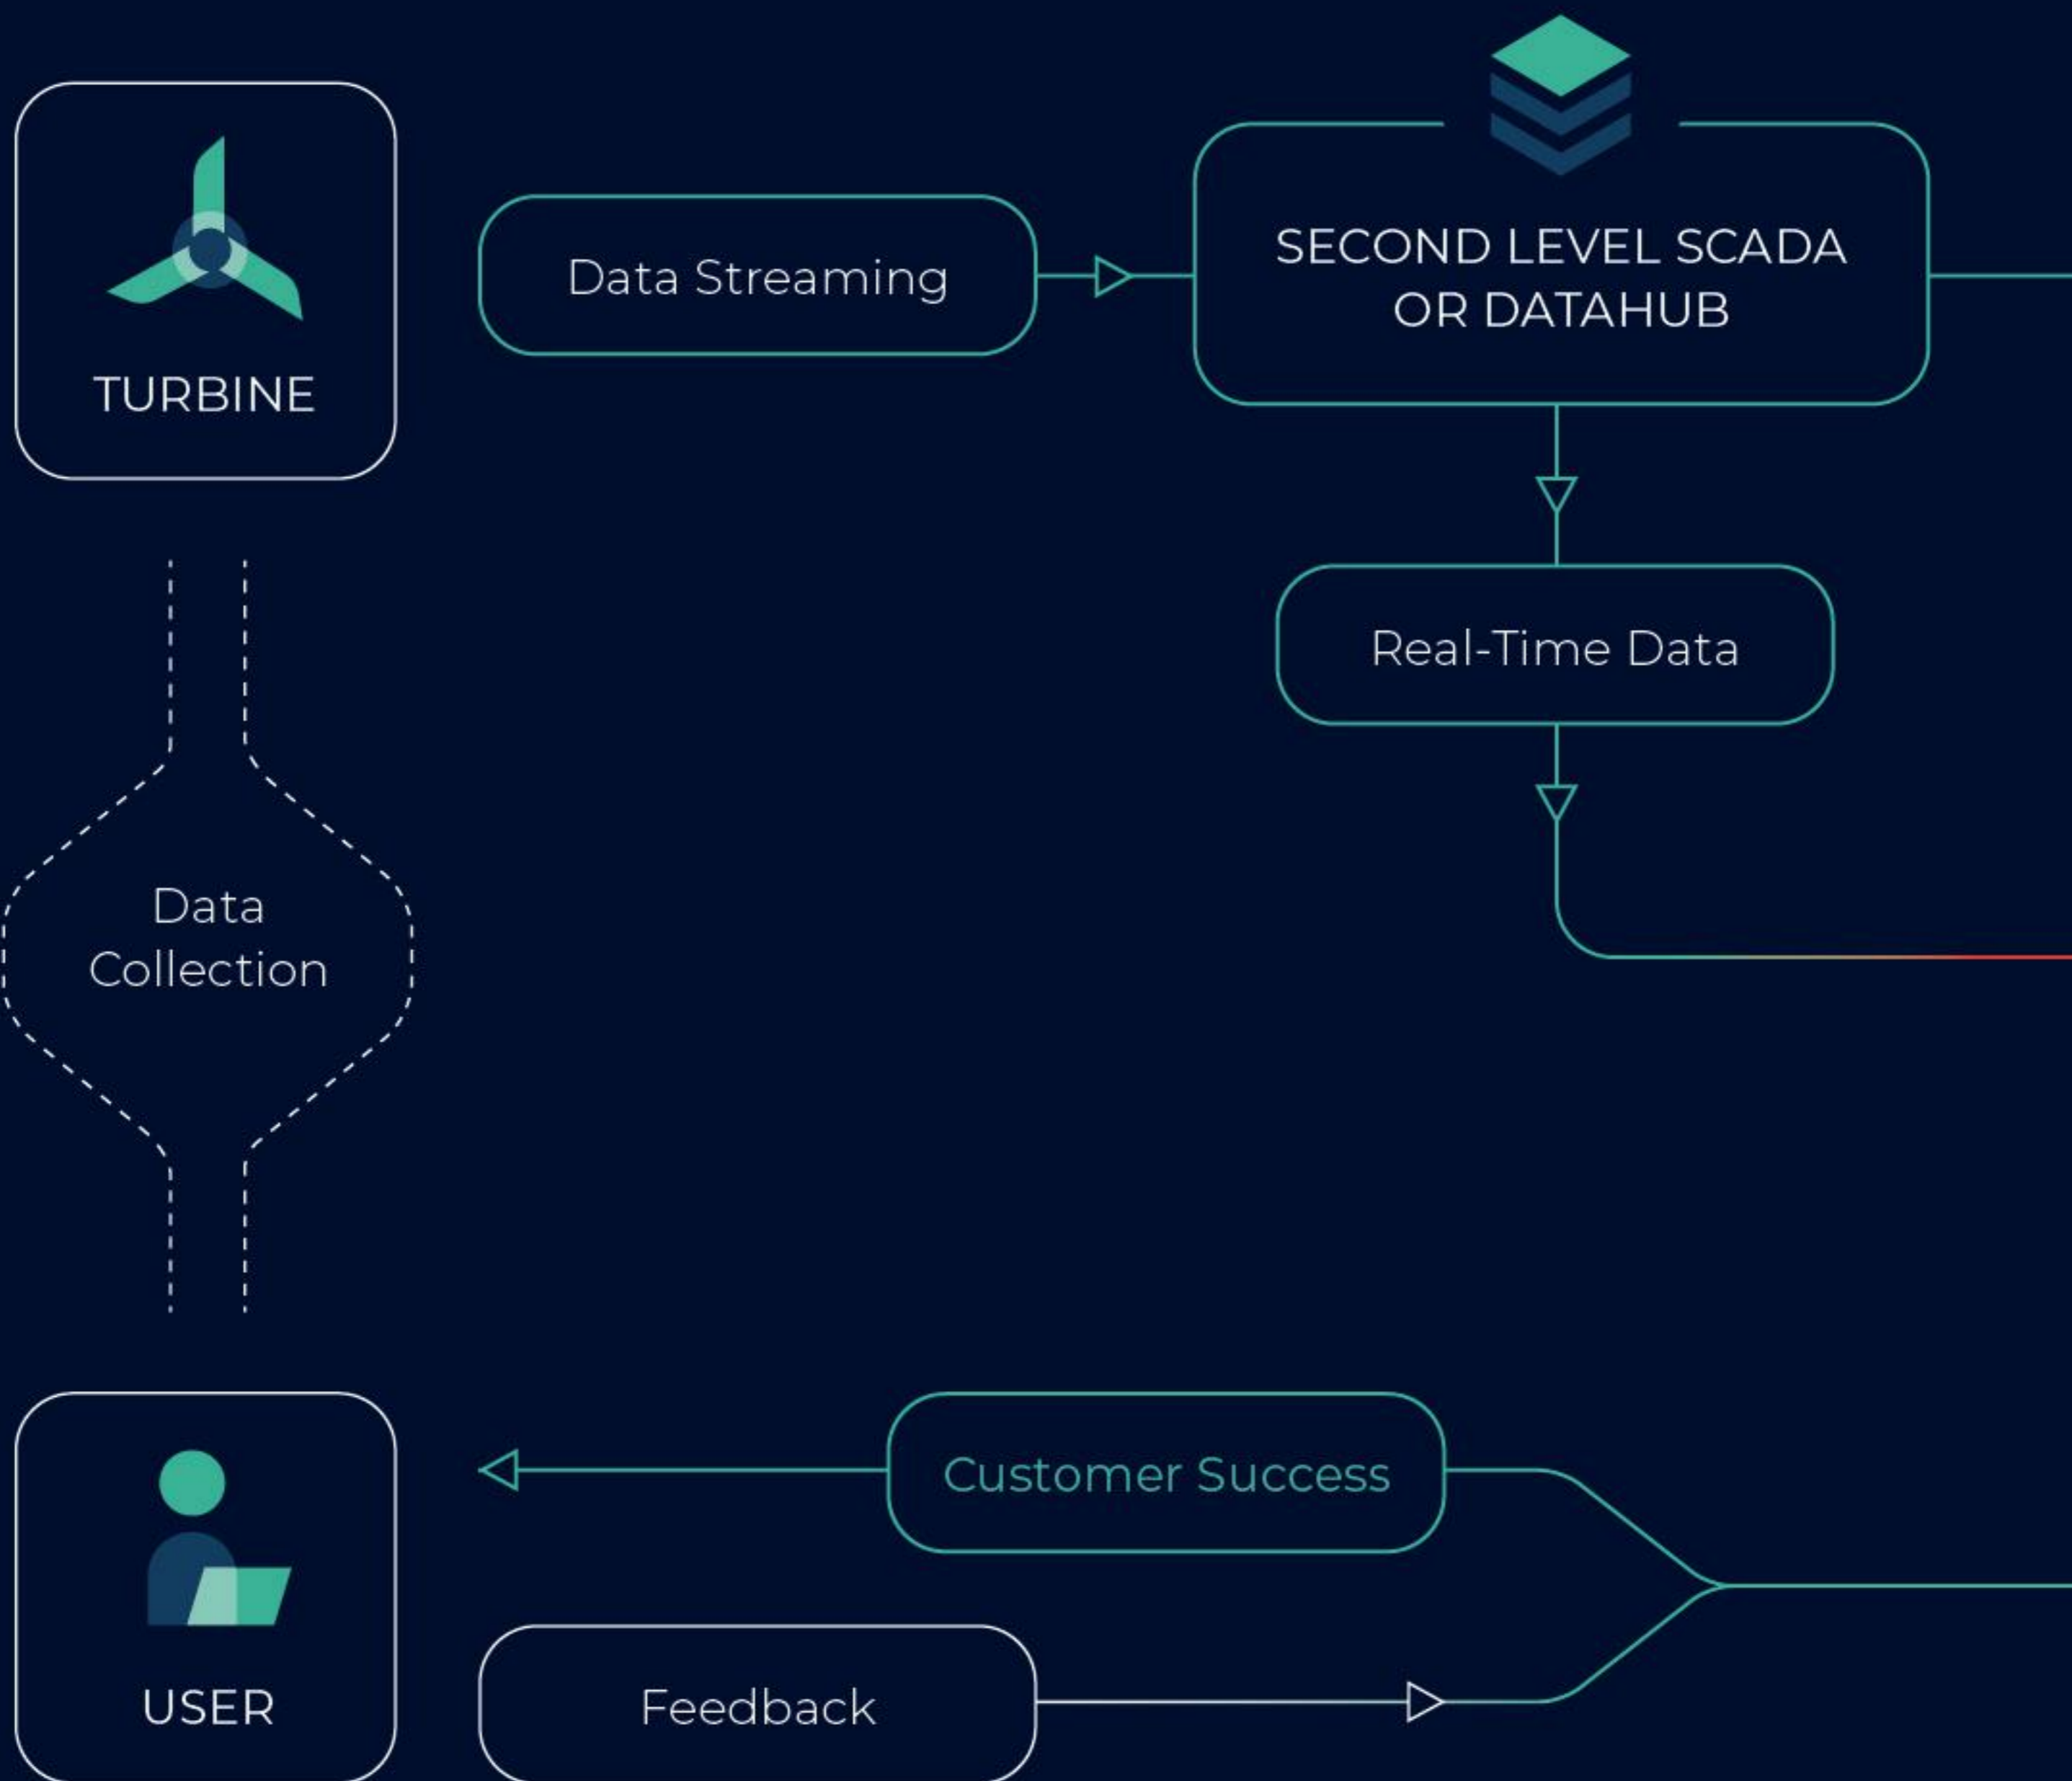 TURBINE
Data Streaming
SECOND LEVEL SCADA
OR DATAHUB
Real-Time Data
Data
Collection
Customer Success
USER
Feedback